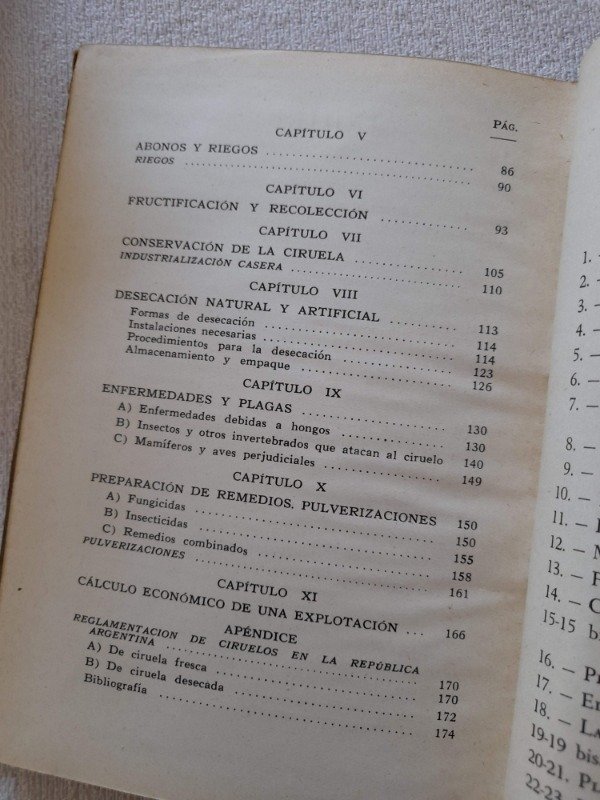 PÁG.
CAPÍTULO V
ABONOS Y RIEGOS 86
RIEGOS 90
CAPÍTULO VI
FRUCTIFICACIÓN Y RECOLECCIÓN 93
CAPÍTULO VII
CONSERVACIÓN DE LA CIRUELA 105
INDUSTRIALIZACIÓN CASERA 110
CAPÍTULO VIII
DESECACIÓN NATURAL Y ARTIFICIAL 113
Formas de desecación 114
Instalaciones necesarias 114
Procedimientos para la desecación 123
Almacenamiento y empaque 126
CAPÍTULO IX
ENFERMEDADES Y PLAGAS 130
A) Enfermedades debidas a hongos 130
B) Insectos y otros invertebrados que atacan al ciruelo 140
C) Mamíferos y aves perjudiciales 149
CAPÍTULO X
PREPARACIÓN DE REMEDIOS. PULVERIZACIONES 150
A) Fungicidas 150
B) Insecticidas 155
C) Remedios combinados 158
PULVERIZACIONES 161
CAPÍTULO XI
CÁLCULO ECONÓMICO DE UNA EXPLOTACIÓN ... 166
APÉNDICE
REGLAMENTACION DE CIRUELOS EN LA REPÚBLICA
ARGENTINA 170
A) De ciruela fresca 170
B) De ciruela desecada 172
Bibliografía 174
1. —
2. —
3. —
4. —
5. —
6. —
7. —
8. —
9. —
10. —
11. —
12. —
13. —
14. —
15-15 bi
16. —
17. —
18. —
19-19 bis
20-21.
22-23.